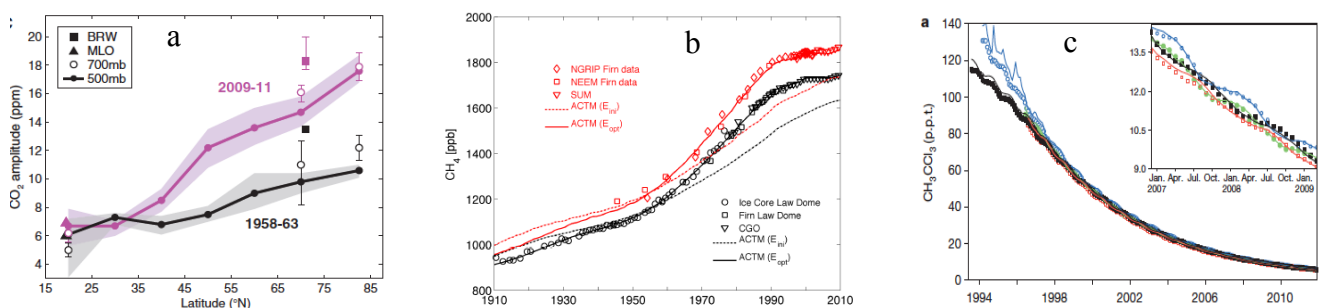 c
a
BRW
MLO
700mb
500mb
2009-11
1958-63
CO2 amplitude (ppm)
20
18
16
14
12
10
8
6
4
15 25 35 45 55 65 75 85
Latitude (°N)
b
NGRIP Firn data
NEEM Firn data
SUM
ACTM (Eini)
ACTM (Eopt)
Ice Core Law Dome
Firn Law Dome
CGO
ACTM (Eini)
ACTM (Eopt)
CH4 [ppb]
2000
1800
1600
1400
1200
1000
800
1910 1930 1950 1970 1990 2010
a
c
CH3CCl3 (p.p.t.)
140
120
100
80
60
40
20
0
1994 1998 2002 2006 2010
13.5
12.0
10.5
9.0
Jan. Apr. Jul. Oct. Jan. Apr. Jul. Oct. Jan.
2007 2008 2009